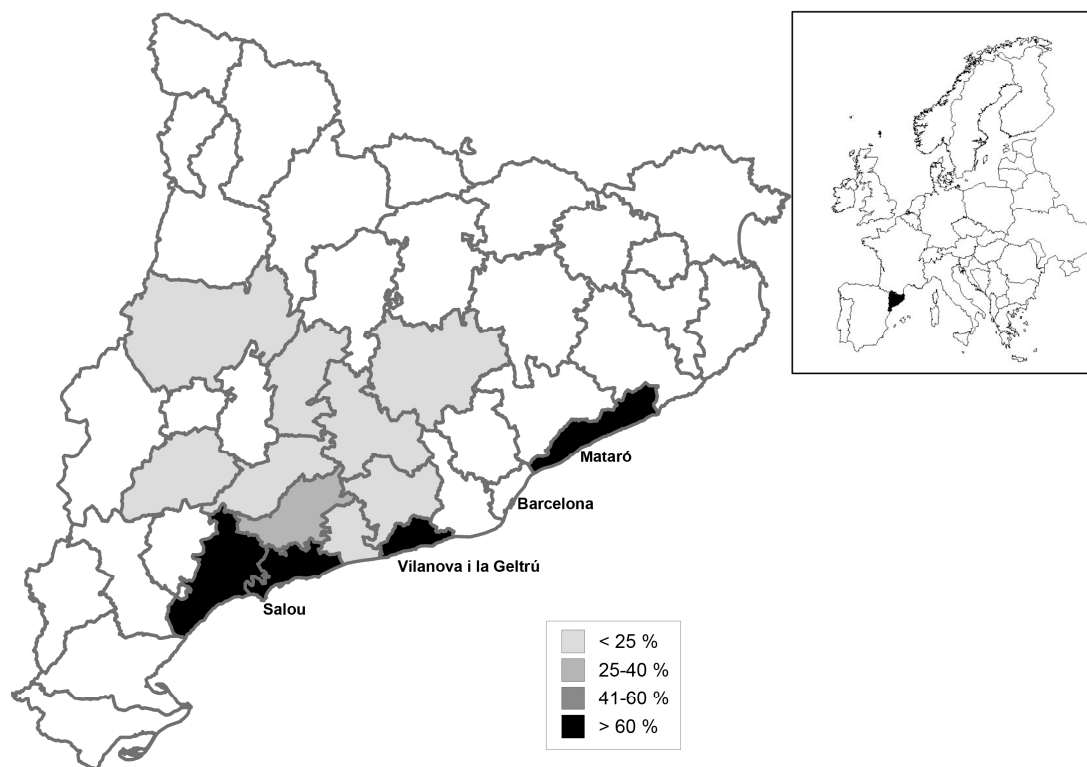 Mataró
Barcelona
Vilanova i la Geltrú
Salou
< 25 %
25-40 %
41-60 %
> 60 %